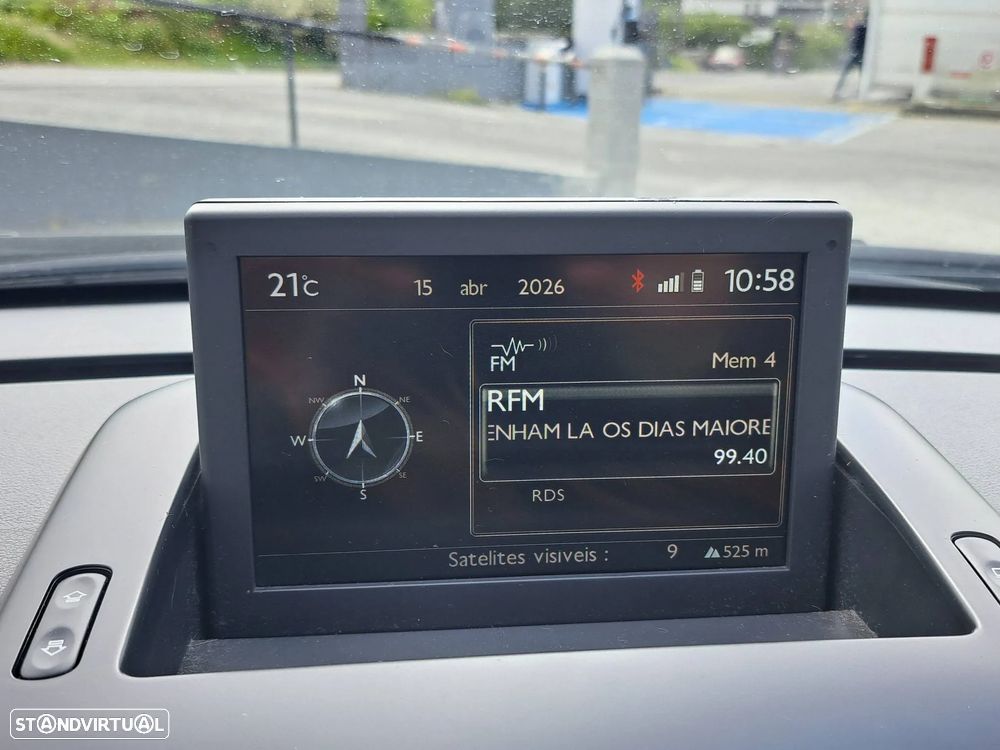 21°C 15 abr 2026 10:58
FM
Mem 4
RFM
ENHAM LA OS DIAS MAIORE
99.40
RDS
N
NW NE
W E
SW SE
S
Satelites visiveis : 9 525 m
STANDVIRTUAL